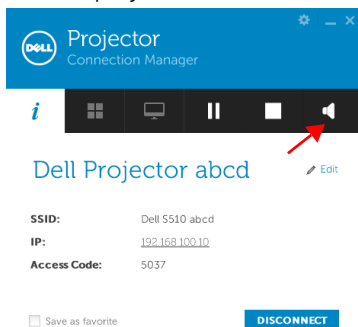 DELL Projector
Connection Manager
i
Dell Projector abcd
Edit
SSID: Dell S510 abcd
IP: 192.168.100.10
Access Code: 5037
Save as favorite
DISCONNECT